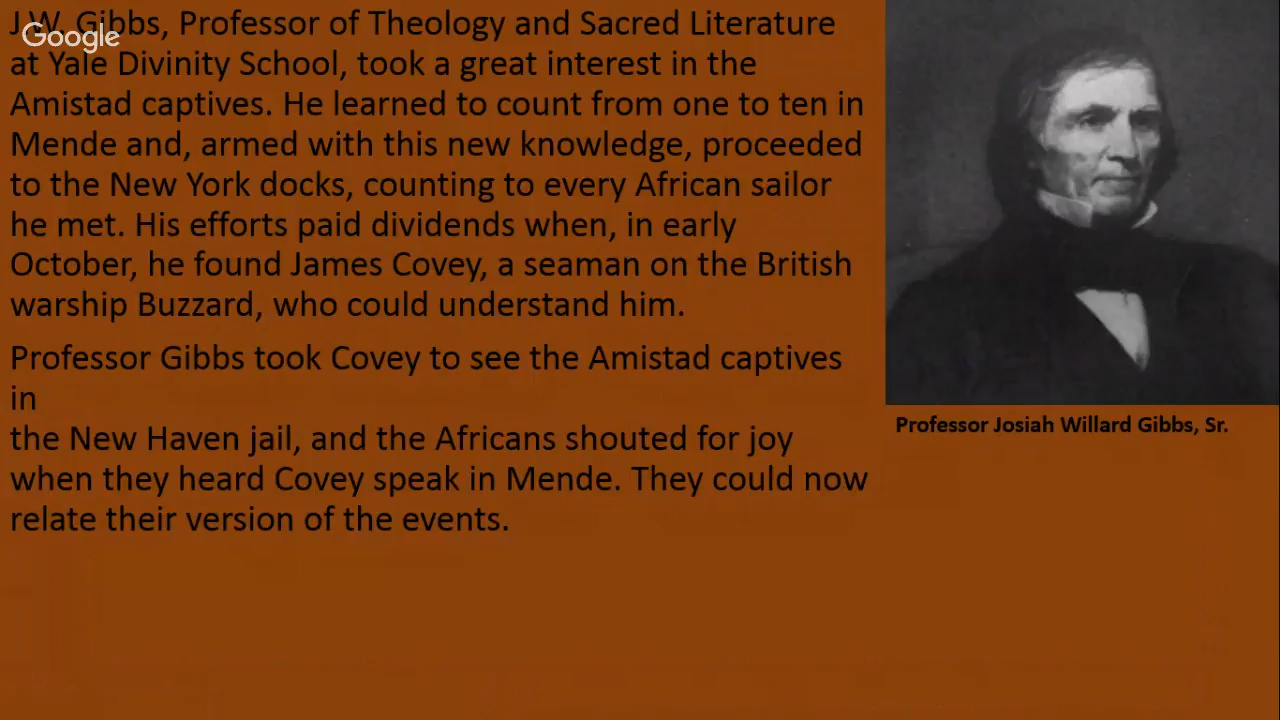 J.W. Gibbs, Professor of Theology and Sacred Literature
at Yale Divinity School, took a great interest in the
Amistad captives. He learned to count from one to ten in
Mende and, armed with this new knowledge, proceeded
to the New York docks, counting to every African sailor
he met. His efforts paid dividends when, in early
October, he found James Covey, a seaman on the British
warship Buzzard, who could understand him.
Professor Gibbs took Covey to see the Amistad captives
in
the New Haven jail, and the Africans shouted for joy
when they heard Covey speak in Mende. They could now
relate their version of the events.
Google
Professor Josiah Willard Gibbs, Sr.